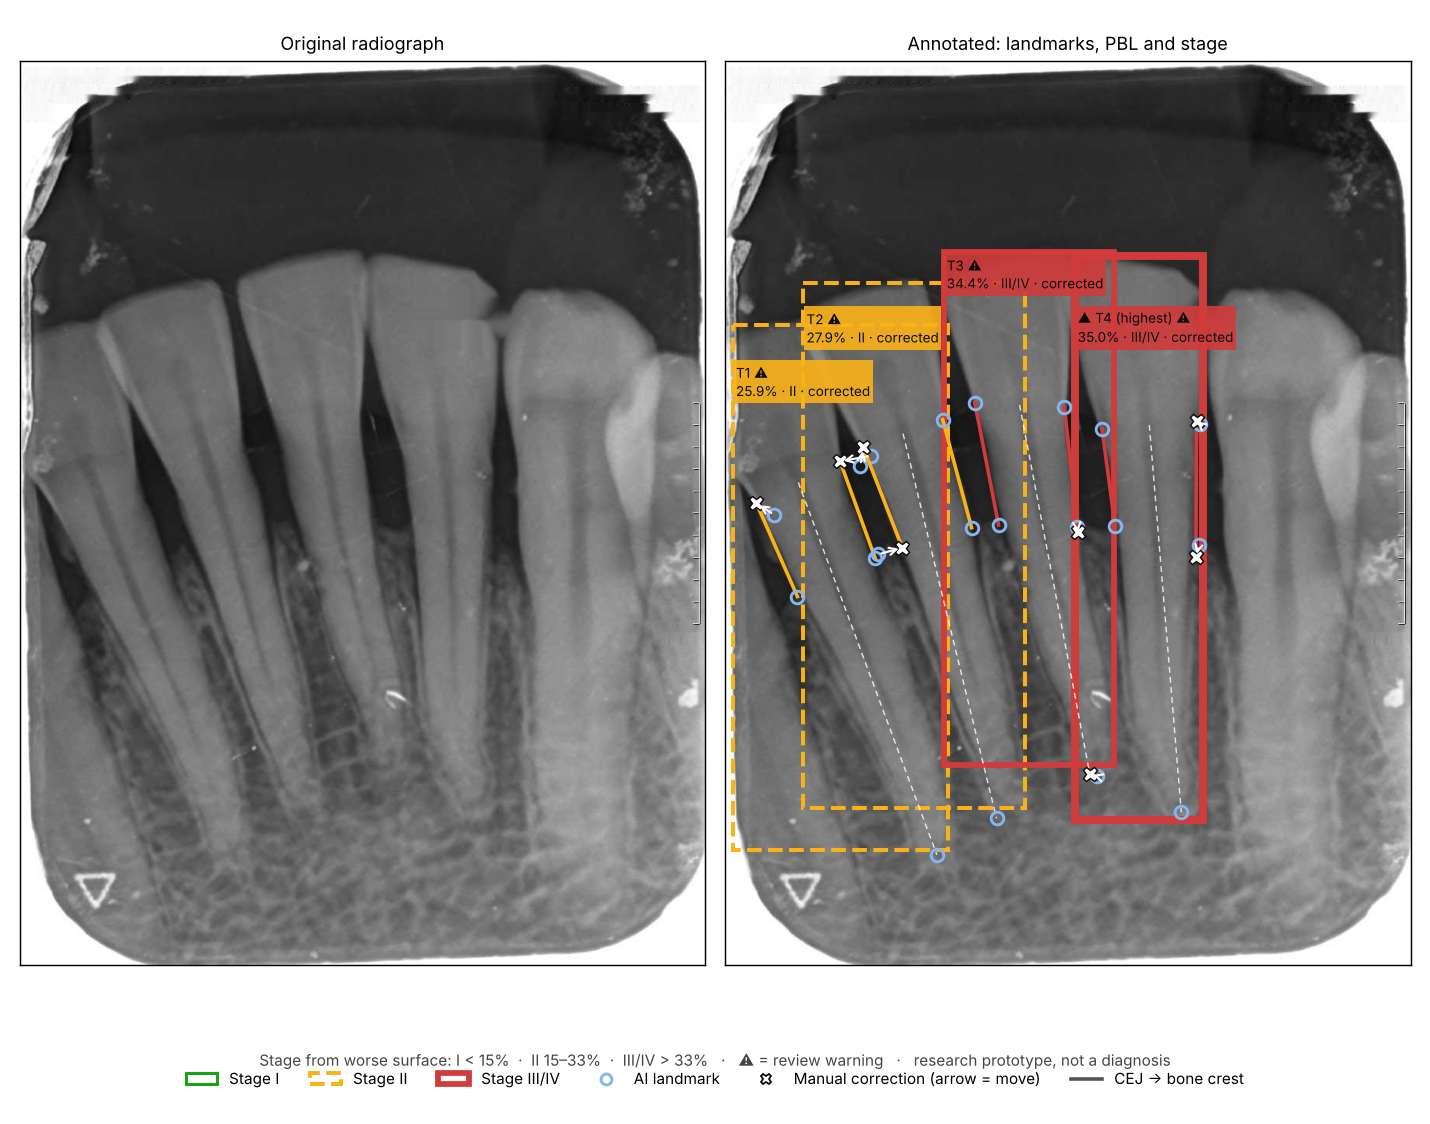 Original radiograph
Annotated: landmarks, PBL and stage
T3 ⚠
34.4% · III/IV · corrected
T2 ⚠
27.9% · II · corrected
▲ T4 (highest) ⚠
35.0% · III/IV · corrected
T1 ⚠
25.9% · II · corrected
Stage from worse surface: I < 15% · II 15–33% · III/IV > 33% · ⚠ = review warning · research prototype, not a diagnosis
Stage I
Stage II
Stage III/IV
AI landmark
Manual correction (arrow = move)
CEJ → bone crest